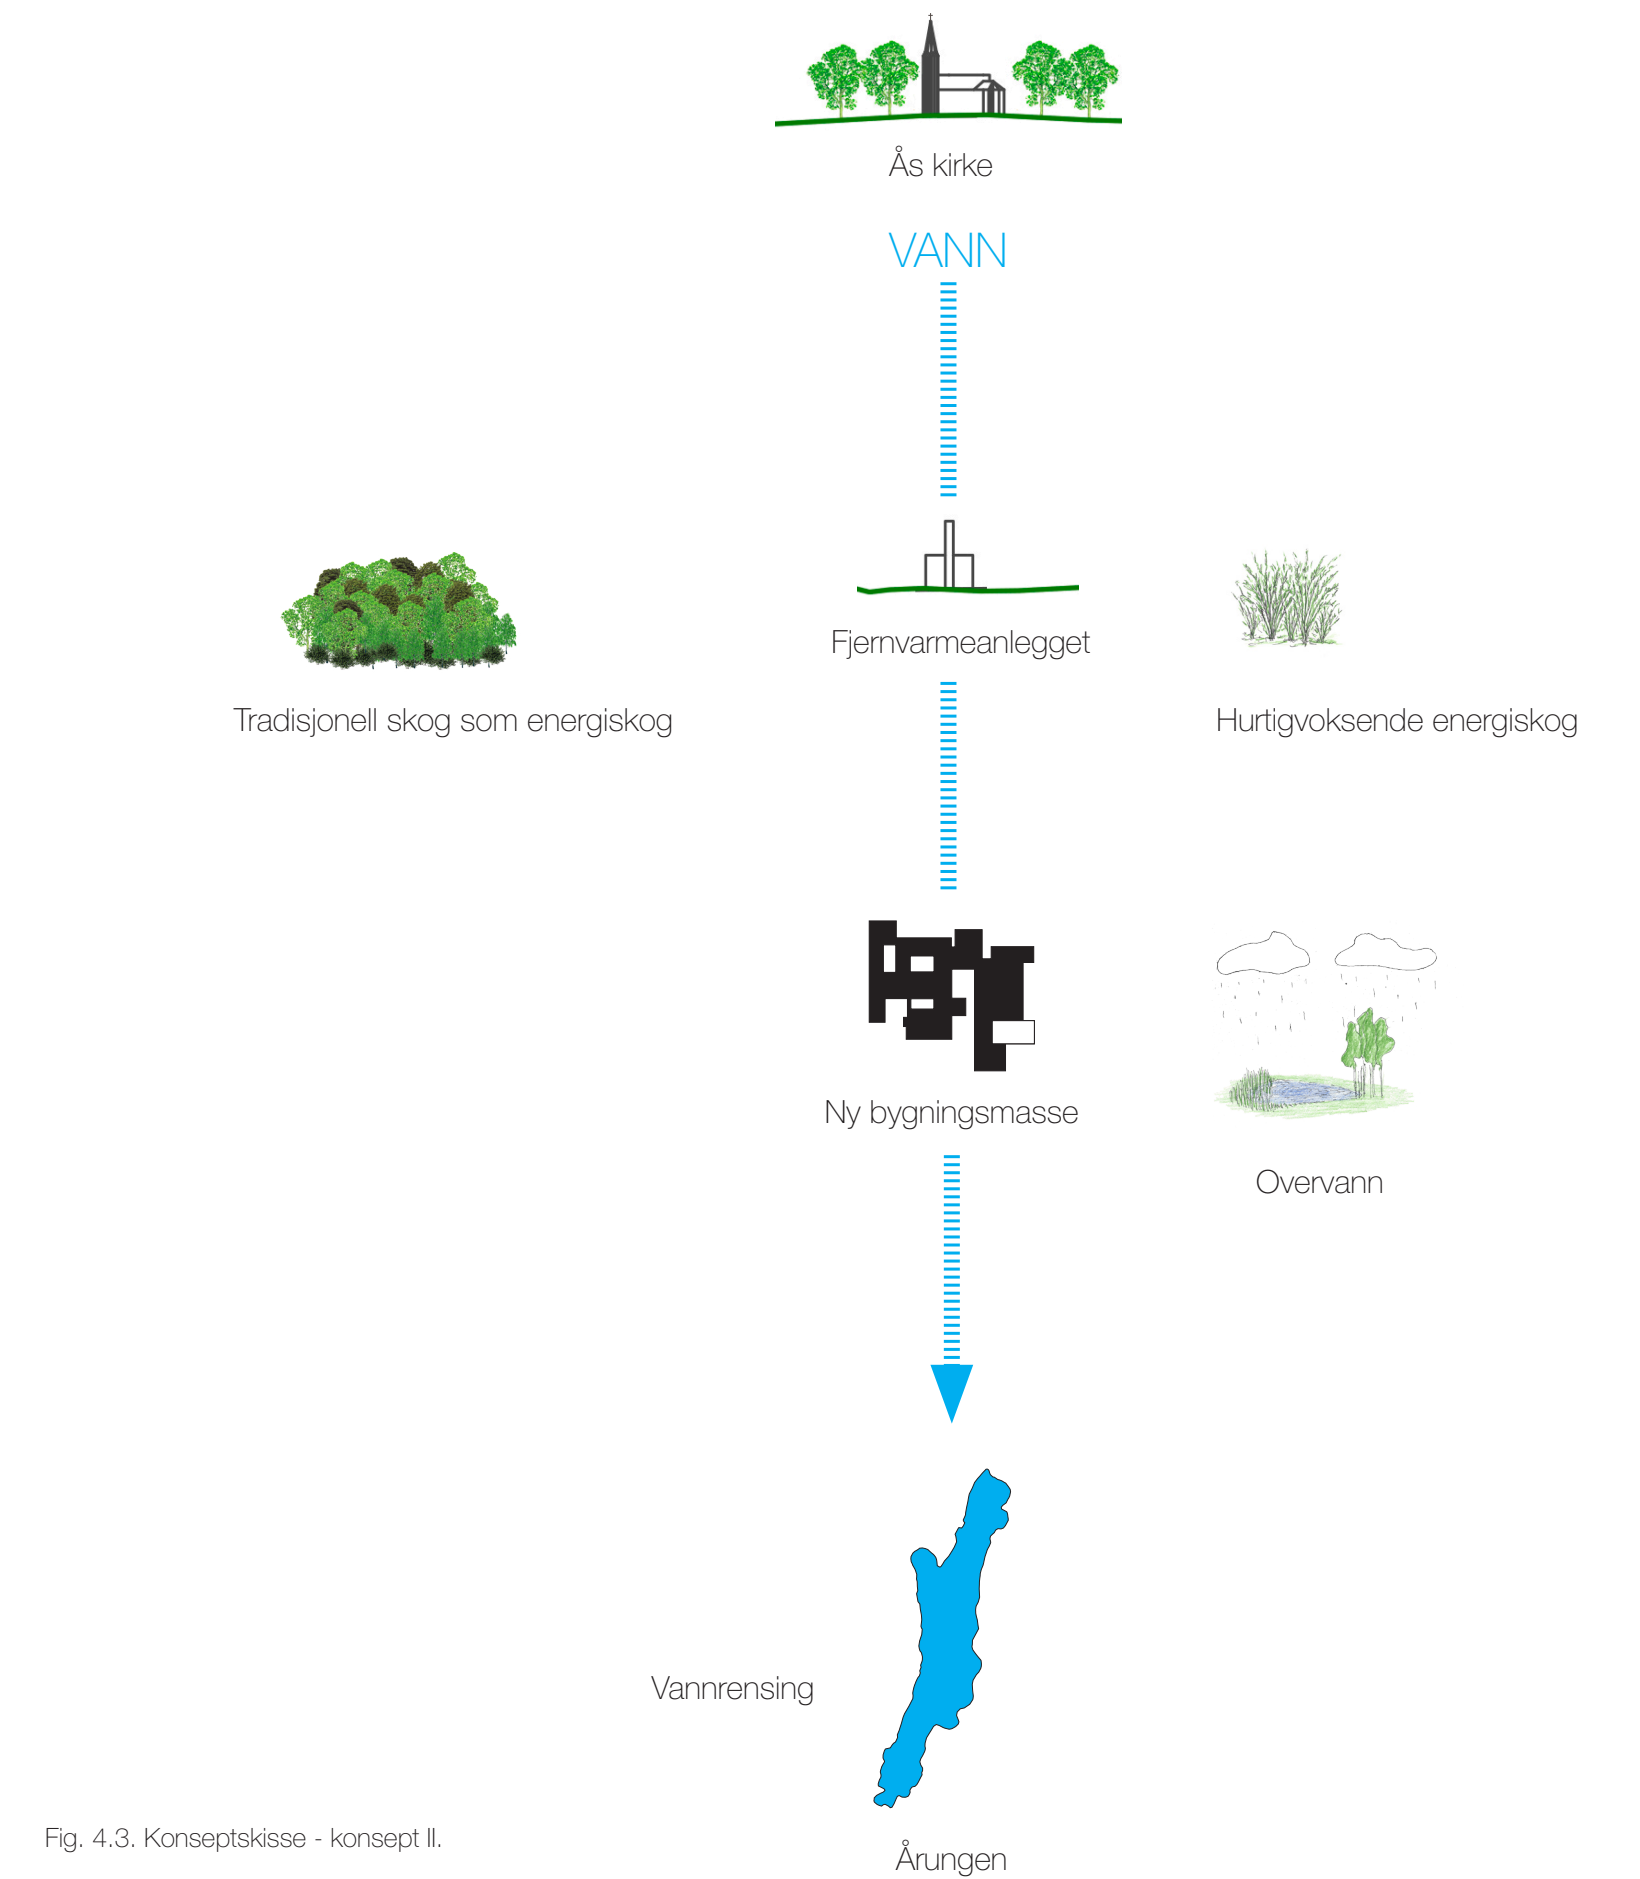 Ås kirke
VANN
Fjernvarmeanlegget
Tradisjonell skog som energiskog
Hurtigvoksende energiskog
Ny bygningsmasse
Overvann
Vannrensing
Fig. 4.3. Konseptskisse - konsept II.
Årungen